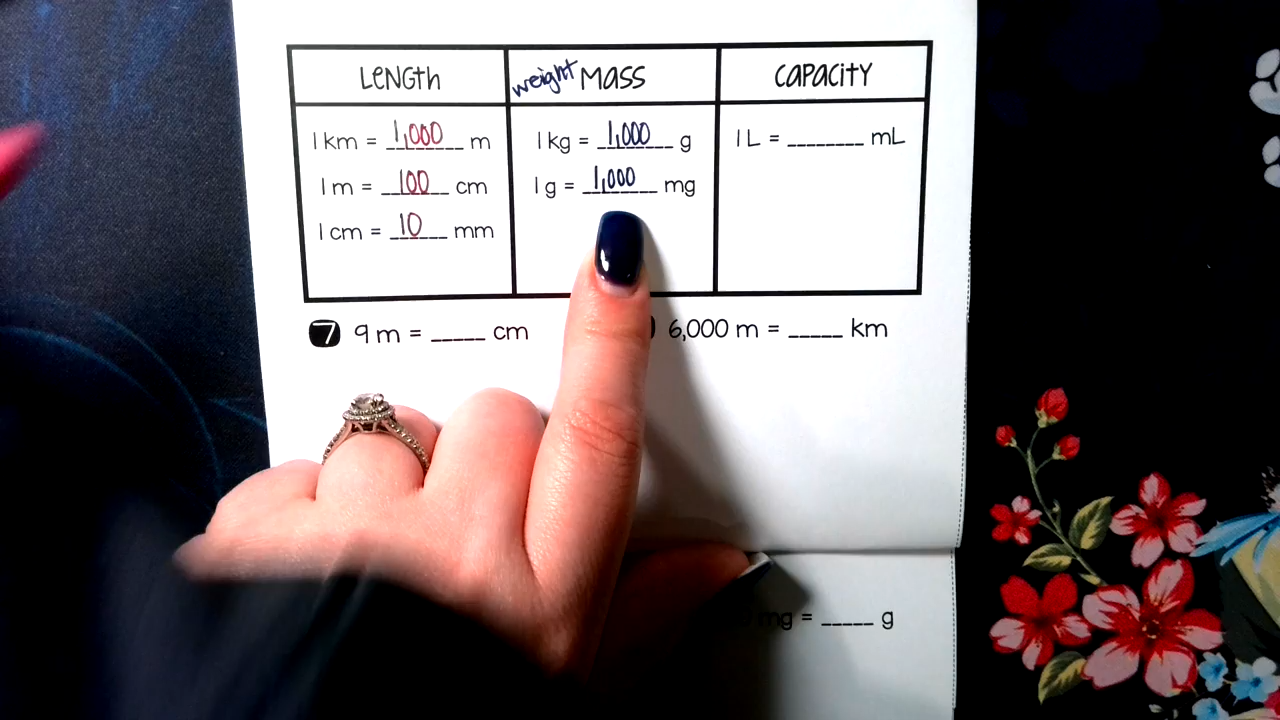 LENGTH
weight MASS
CAPACITY
1 km = 1,000 m
1 m = 100 cm
1 cm = 10 mm
1 kg = 1,000 g
1 g = 1,000 mg
1 L = ________ mL
7 9 m = _____ cm
6,000 m = _____ km
mg = _____ g